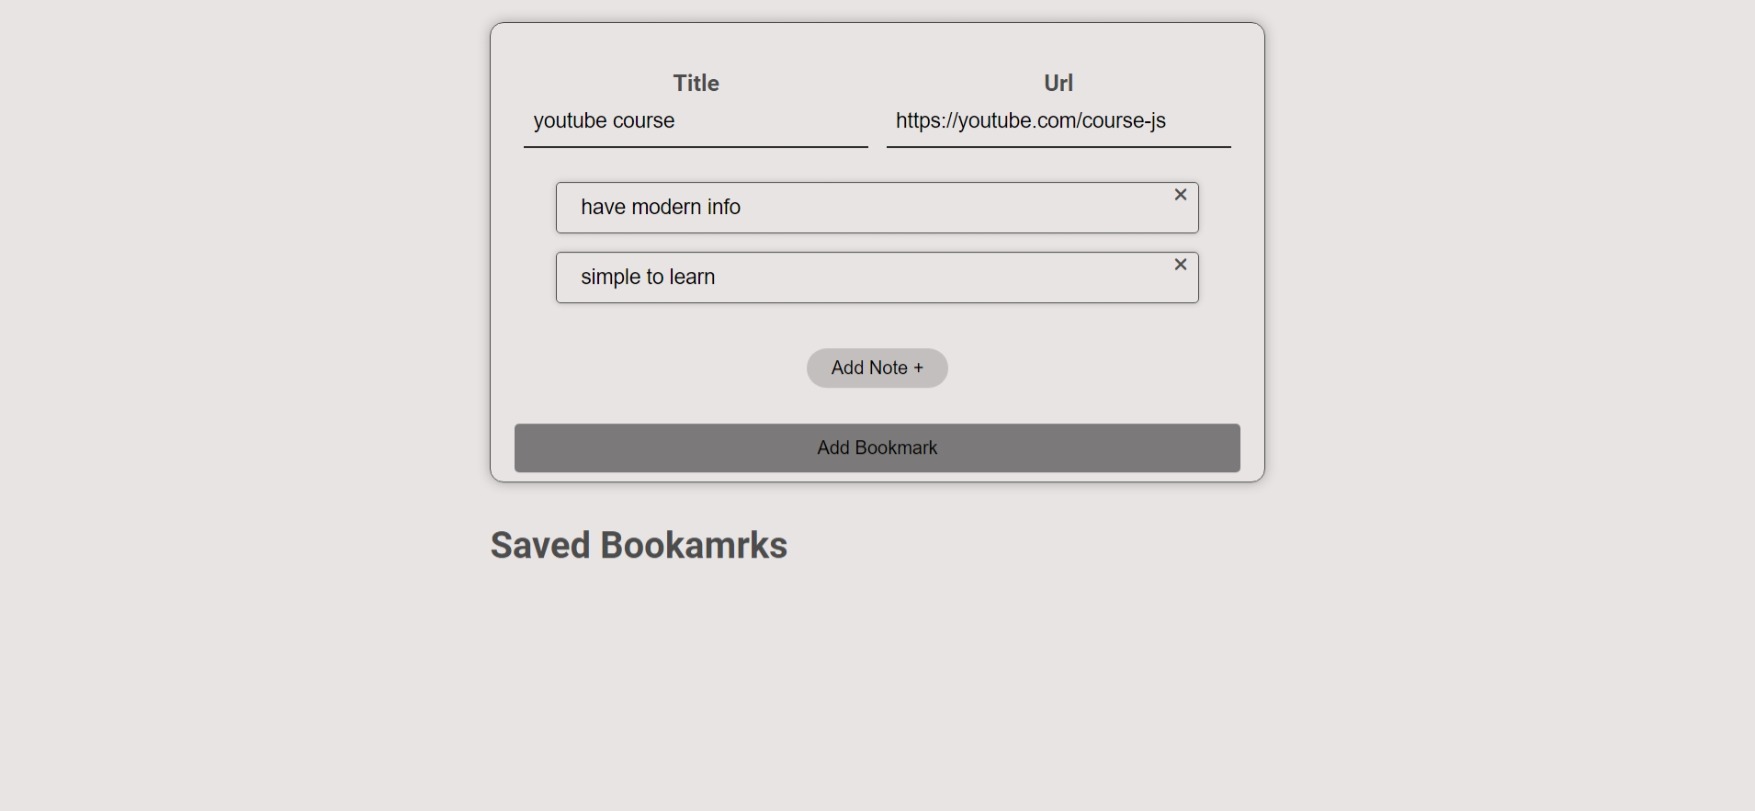 Title
Url
youtube course
https://youtube.com/course-js
have modern info
×
simple to learn
×
Add Note +
Add Bookmark
Saved Bookamrks